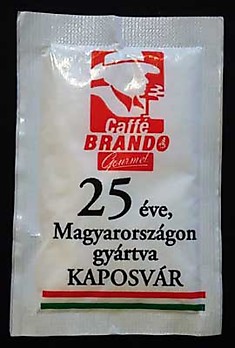 Caffé
BRANDO
Gourmet
25 éve,
Magyarországon
gyártva
KAPOSVÁR